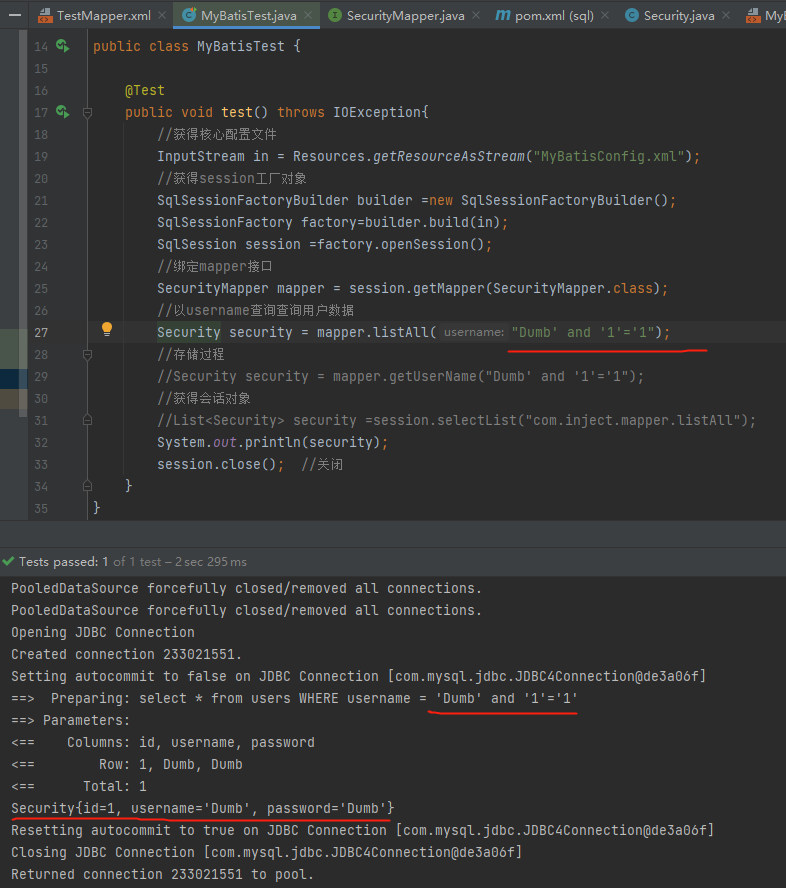 TestMapper.xml MyBatisTest.java SecurityMapper.java pom.xml (sql) Security.java MyB
14 public class MyBatisTest {
15
16 @Test
17 public void test() throws IOException{
18 //获得核心配置文件
19 InputStream in = Resources.getResourceAsStream("MyBatisConfig.xml");
20 //获得session工厂对象
21 SqlSessionFactoryBuilder builder =new SqlSessionFactoryBuilder();
22 SqlSessionFactory factory=builder.build(in);
23 SqlSession session =factory.openSession();
24 //绑定mapper接口
25 SecurityMapper mapper = session.getMapper(SecurityMapper.class);
26 //以username查询查询用户数据
27 Security security = mapper.listAll( username: "Dumb' and '1'='1");
28 //存储过程
29 //Security security = mapper.getUserName("Dumb' and '1'='1");
30 //获得会话对象
31 //List<Security> security =session.selectList("com.inject.mapper.listAll");
32 System.out.println(security);
33 session.close(); //关闭
34 }
35 }
Tests passed: 1 of 1 test – 2 sec 295 ms
PooledDataSource forcefully closed/removed all connections.
PooledDataSource forcefully closed/removed all connections.
Opening JDBC Connection
Created connection 233021551.
Setting autocommit to false on JDBC Connection [com.mysql.jdbc.JDBC4Connection@de3a06f]
==>  Preparing: select * from users WHERE username = 'Dumb' and '1'='1'
==> Parameters:
<==    Columns: id, username, password
<==        Row: 1, Dumb, Dumb
<==      Total: 1
Security{id=1, username='Dumb', password='Dumb'}
Resetting autocommit to true on JDBC Connection [com.mysql.jdbc.JDBC4Connection@de3a06f]
Closing JDBC Connection [com.mysql.jdbc.JDBC4Connection@de3a06f]
Returned connection 233021551 to pool.